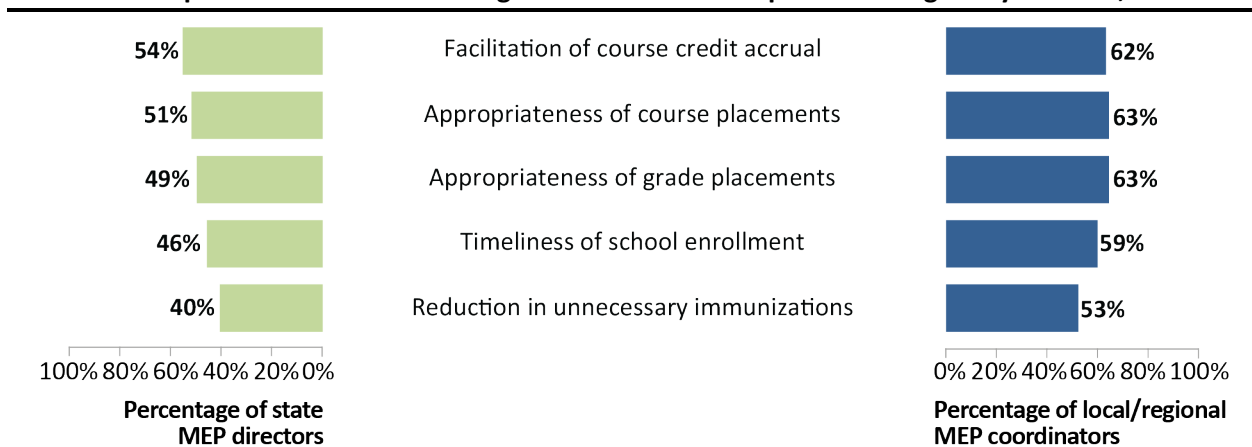 54% Facilitation of course credit accrual 62%
51% Appropriateness of course placements 63%
49% Appropriateness of grade placements 63%
46% Timeliness of school enrollment 59%
40% Reduction in unnecessary immunizations 53%
100% 80% 60% 40% 20% 0% 0% 20% 40% 60% 80% 100%
Percentage of state Percentage of local/regional
MEP directors MEP coordinators